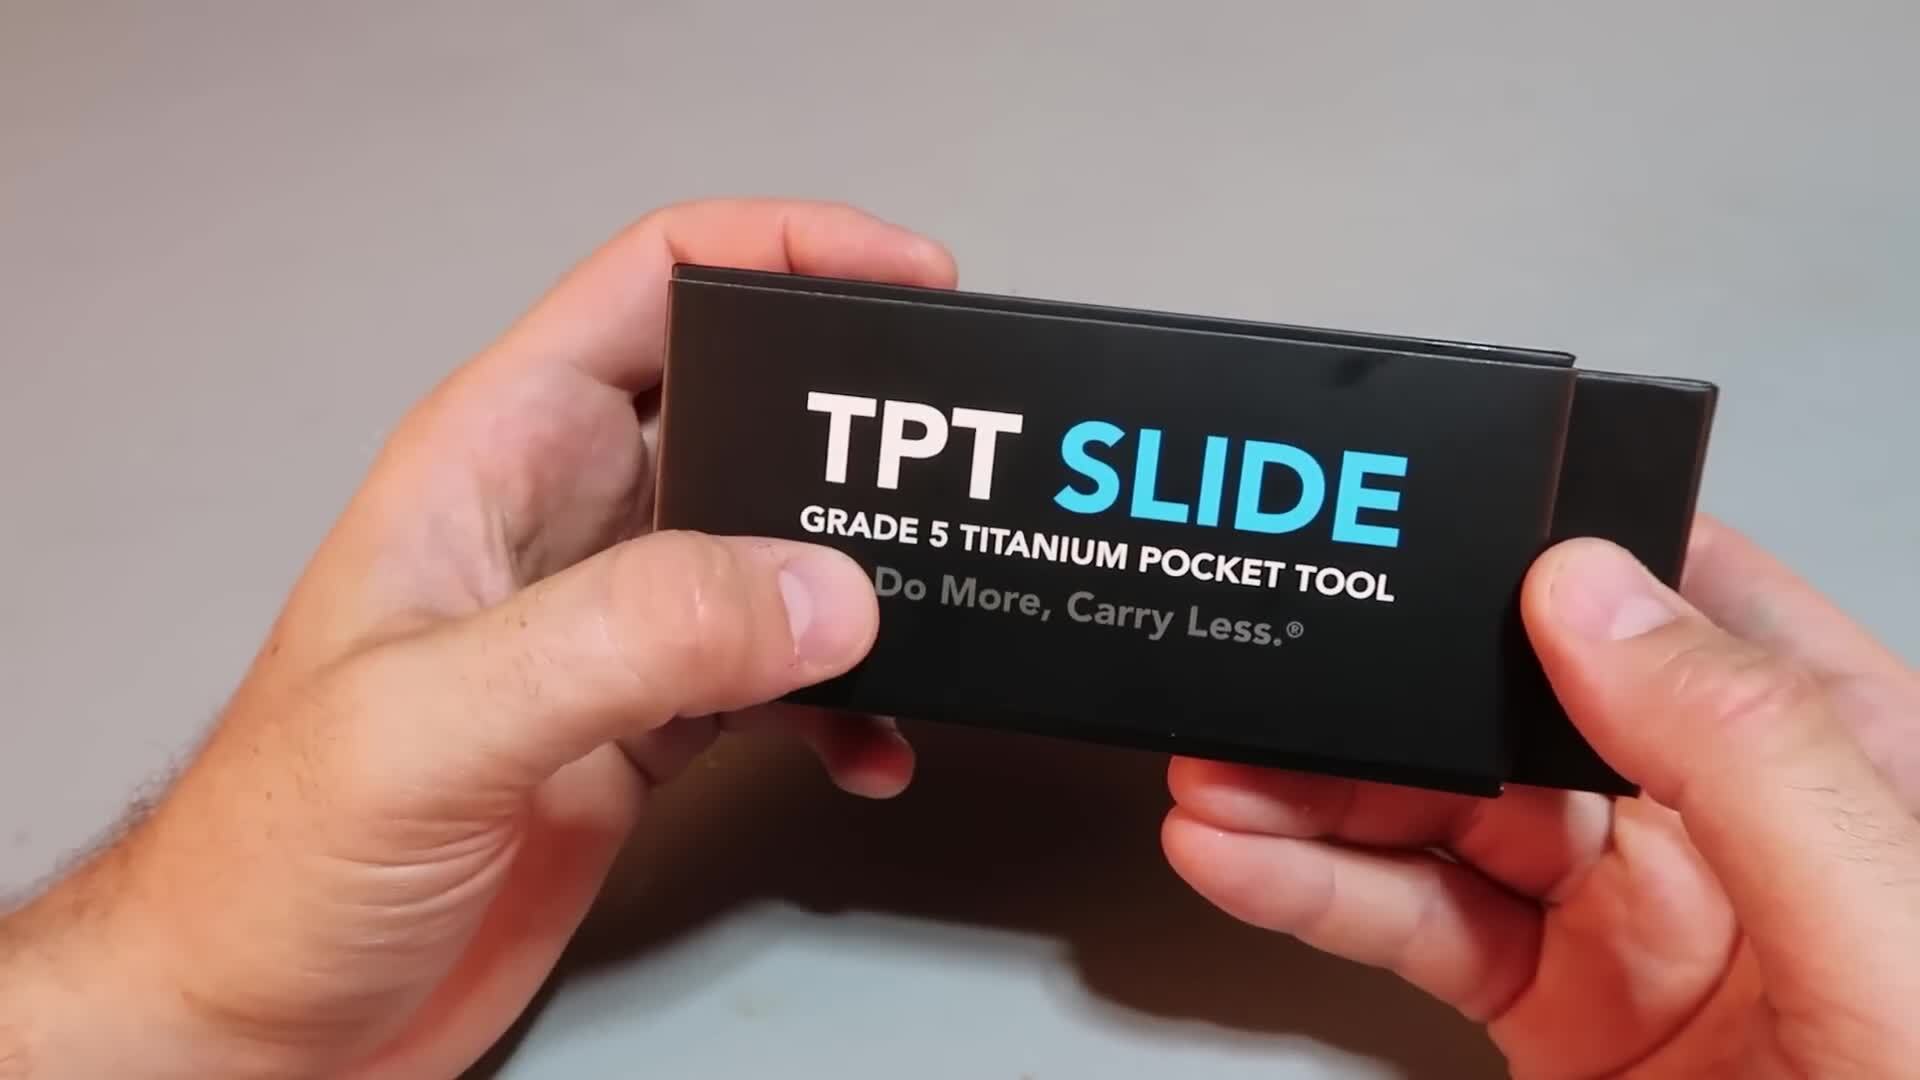 TPT SLIDE
GRADE 5 TITANIUM POCKET TOOL
Do More, Carry Less.®